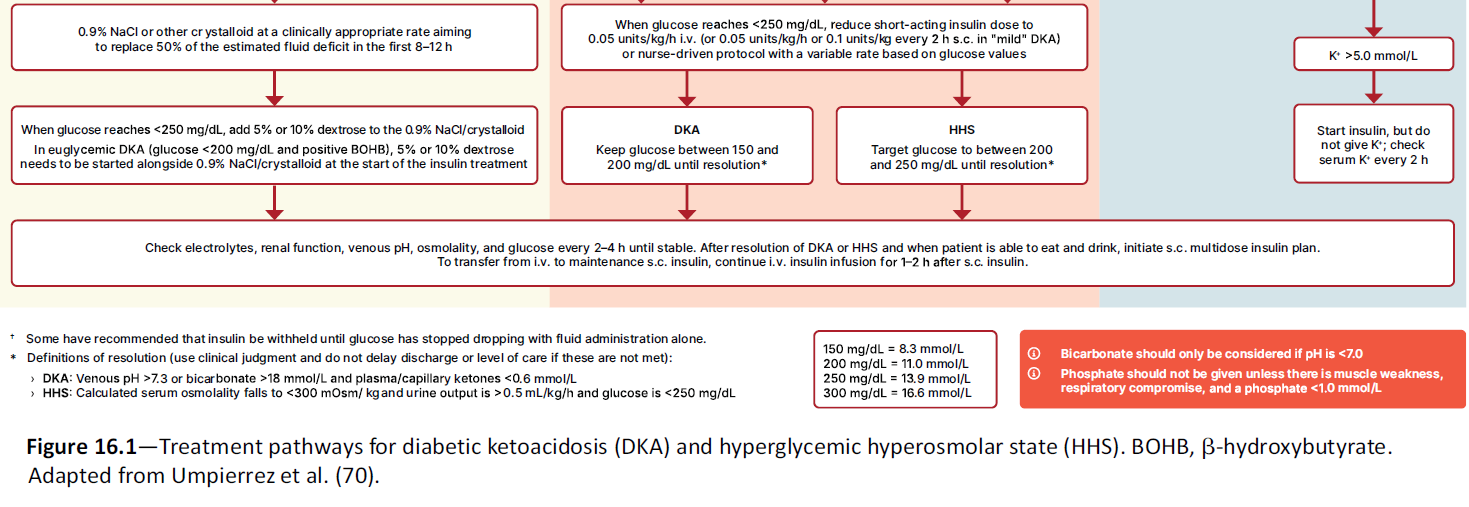 0.9% NaCl or other crystalloid at a clinically appropriate rate aiming
to replace 50% of the estimated fluid deficit in the first 8–12 h
When glucose reaches <250 mg/dL, add 5% or 10% dextrose to the 0.9% NaCl/crystalloid
In euglycemic DKA (glucose <200 mg/dL and positive BOHB), 5% or 10% dextrose
needs to be started alongside 0.9% NaCl/crystalloid at the start of the insulin treatment
When glucose reaches <250 mg/dL, reduce short-acting insulin dose to
0.05 units/kg/h i.v. (or 0.05 units/kg/h or 0.1 units/kg every 2 h s.c. in "mild" DKA)
or nurse-driven protocol with a variable rate based on glucose values
DKA
Keep glucose between 150 and
200 mg/dL until resolution*
HHS
Target glucose to between 200
and 250 mg/dL until resolution*
K⁺ >5.0 mmol/L
Start insulin, but do
not give K⁺; check
serum K⁺ every 2 h
Check electrolytes, renal function, venous pH, osmolality, and glucose every 2–4 h until stable. After resolution of DKA or HHS and when patient is able to eat and drink, initiate s.c. multidose insulin plan.
To transfer from i.v. to maintenance s.c. insulin, continue i.v. insulin infusion for 1–2 h after s.c. insulin.
† Some have recommended that insulin be withheld until glucose has stopped dropping with fluid administration alone.
* Definitions of resolution (use clinical judgment and do not delay discharge or level of care if these are not met):
› DKA: Venous pH >7.3 or bicarbonate >18 mmol/L and plasma/capillary ketones <0.6 mmol/L
› HHS: Calculated serum osmolality falls to <300 mOsm/ kg and urine output is >0.5 mL/kg/h and glucose is <250 mg/dL
150 mg/dL = 8.3 mmol/L
200 mg/dL = 11.0 mmol/L
250 mg/dL = 13.9 mmol/L
300 mg/dL = 16.6 mmol/L
Bicarbonate should only be considered if pH is <7.0
Phosphate should not be given unless there is muscle weakness,
respiratory compromise, and a phosphate <1.0 mmol/L
Figure 16.1—Treatment pathways for diabetic ketoacidosis (DKA) and hyperglycemic hyperosmolar state (HHS). BOHB, β-hydroxybutyrate.
Adapted from Umpierrez et al. (70).